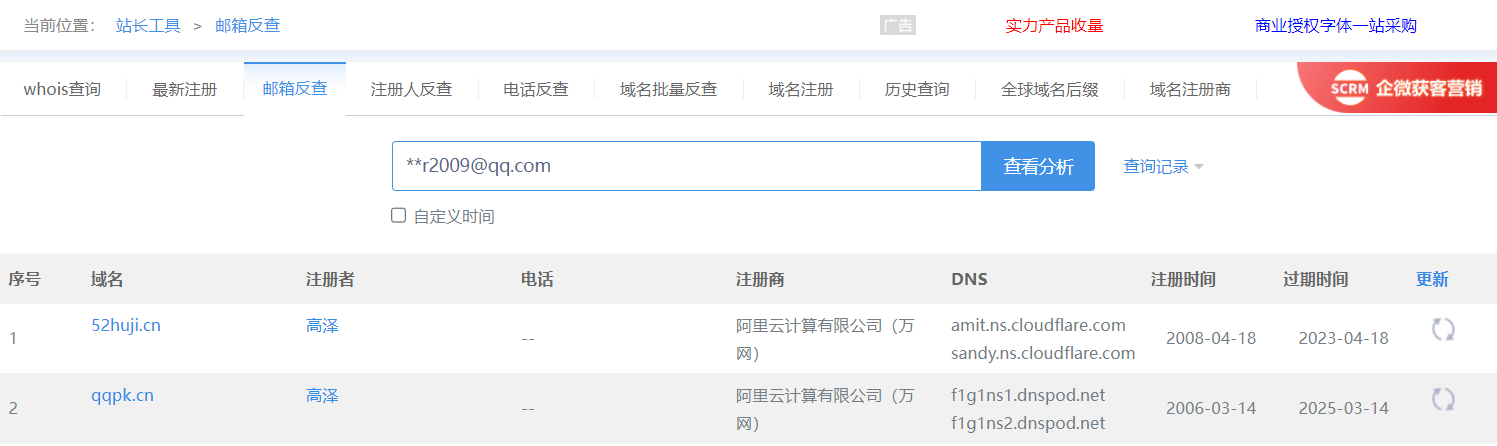 当前位置： 站长工具 > 邮箱反查 广告 实力产品收量 商业授权字体一站采购
whois查询 最新注册 邮箱反查 注册人反查 电话反查 域名批量反查 域名注册 历史查询 全球域名后缀 域名注册商 SCRM 企微获客营销
**r2009@qq.com 查看分析 查询记录
自定义时间
序号 域名 注册者 电话 注册商 DNS 注册时间 过期时间 更新
1 52huji.cn 高泽 -- 阿里云计算有限公司（万 amit.ns.cloudflare.com 2008-04-18 2023-04-18
网） sandy.ns.cloudflare.com
2 qqpk.cn 高泽 -- 阿里云计算有限公司（万 f1g1ns1.dnspod.net 2006-03-14 2025-03-14
网） f1g1ns2.dnspod.net